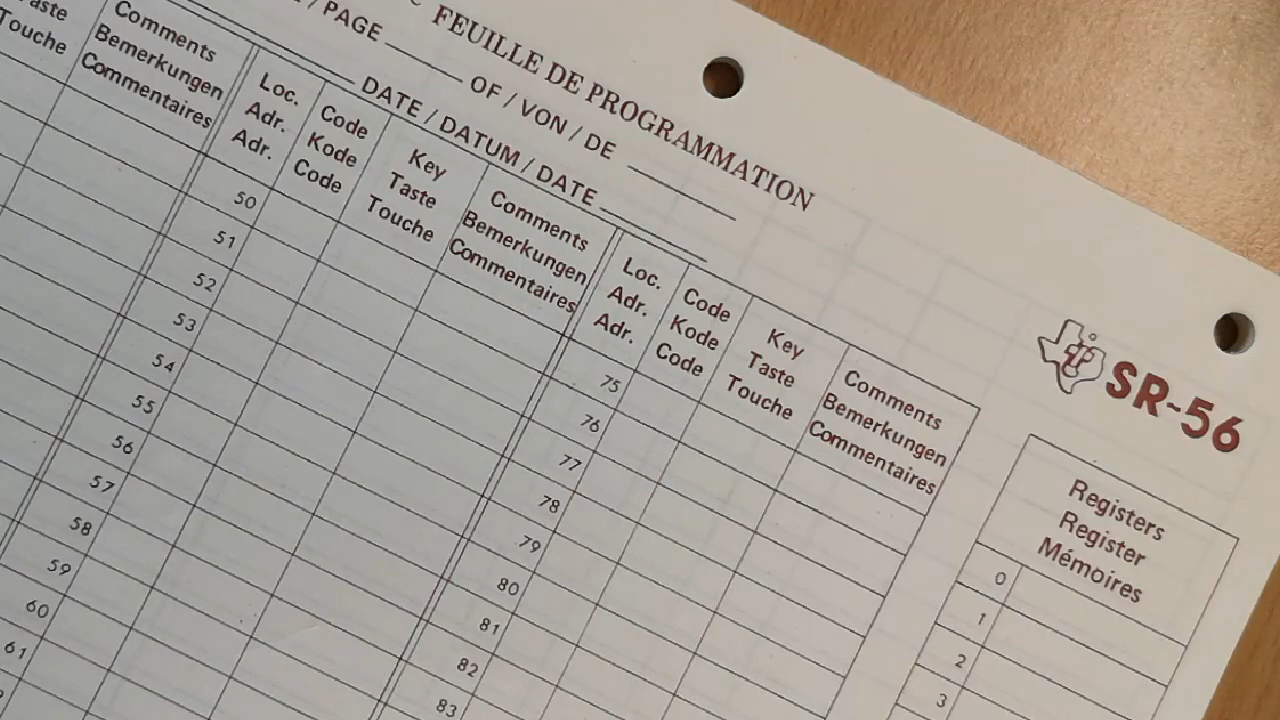 FEUILLE DE PROGRAMMATION
/ PAGE ____ OF / VON / DE ____
DATE / DATUM / DATE ____
SR-56
Touche
Comments
Bemerkungen
Commentaires
Loc.
Adr.
Adr.
Code
Kode
Code
Key
Taste
Touche
Comments
Bemerkungen
Commentaires
Loc.
Adr.
Adr.
Code
Kode
Code
Key
Taste
Touche
Comments
Bemerkungen
Commentaires
50
51
52
53
54
55
56
57
58
59
60
61
75
76
77
78
79
80
81
82
83
Registers
Register
Mémoires
0
1
2
3